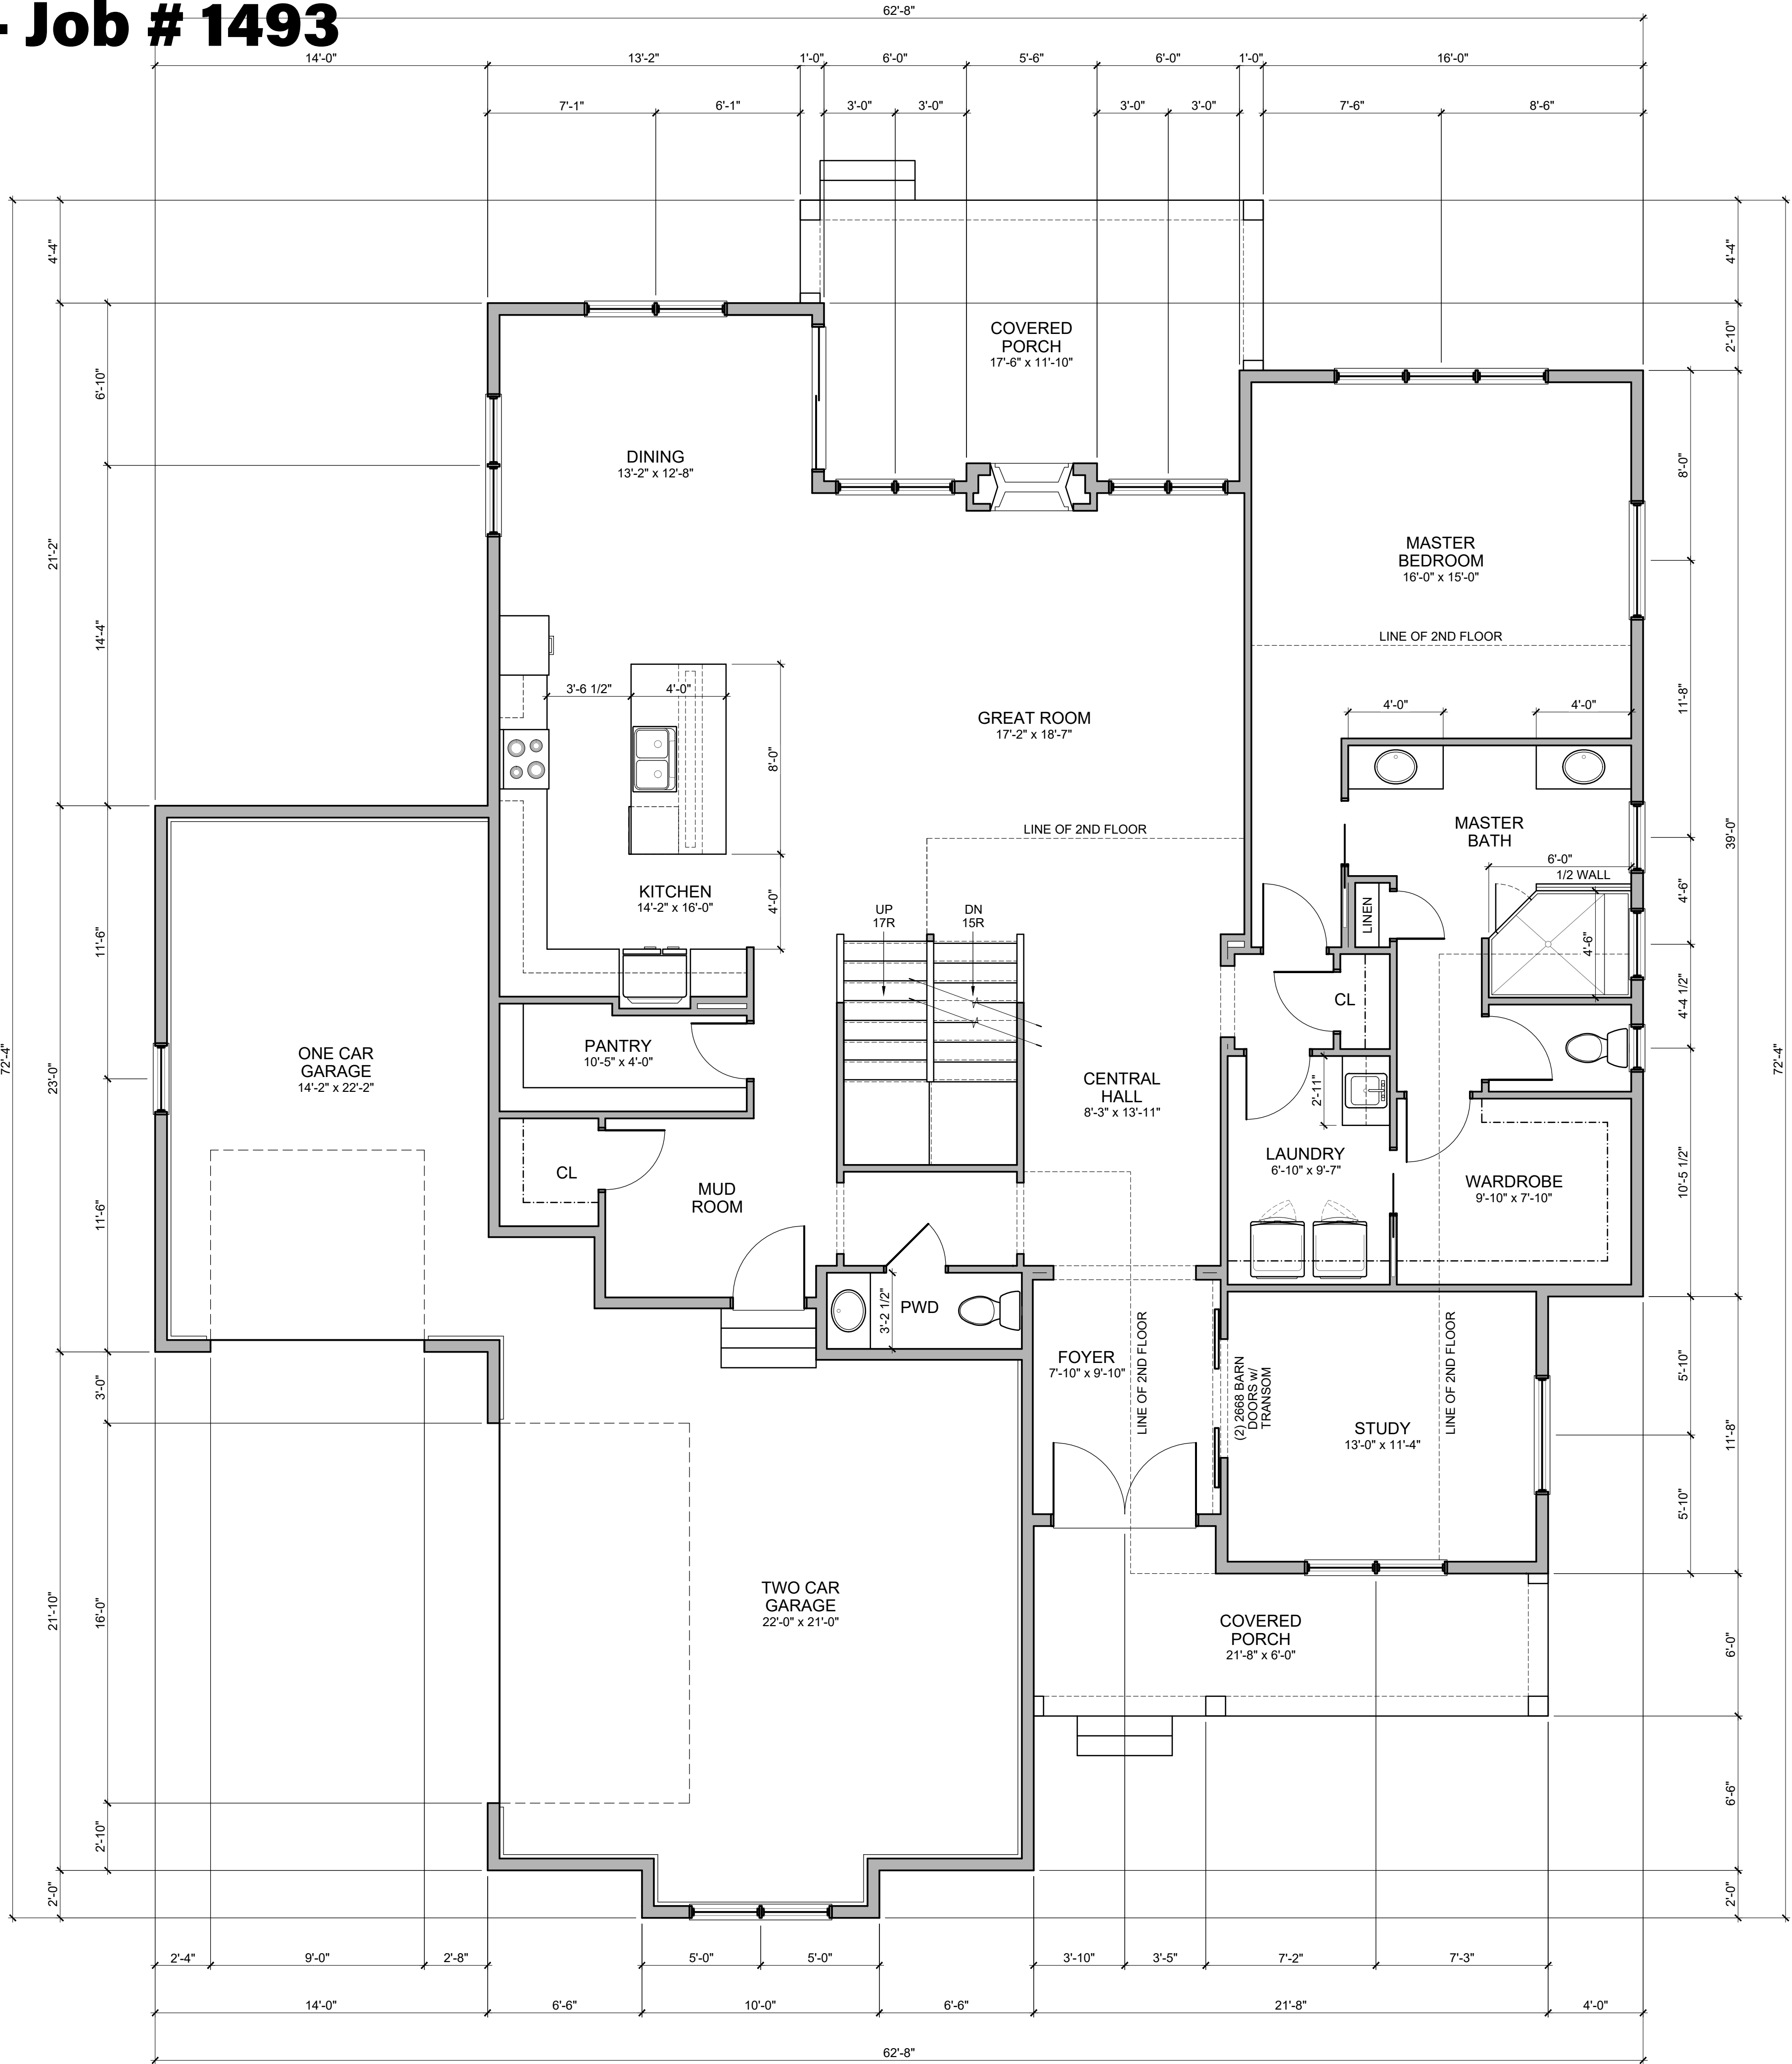 - Job # 1493
62'-8"
14'-0"
13'-2"
1'-0"
6'-0"
5'-6"
6'-0"
1'-0"
16'-0"
7'-1"
6'-1"
3'-0"
3'-0"
3'-0"
3'-0"
7'-6"
8'-6"
4'-4"
4'-4"
2'-10"
COVERED
PORCH
17'-6" x 11'-10"
6'-10"
DINING
13'-2" x 12'-8"
8'-0"
21'-2"
MASTER
BEDROOM
16'-0" x 15'-0"
14'-4"
LINE OF 2ND FLOOR
3'-6 1/2"
4'-0"
4'-0"
4'-0"
11'-8"
GREAT ROOM
17'-2" x 18'-7"
8'-0"
LINE OF 2ND FLOOR
MASTER
BATH
39'-0"
6'-0"
1/2 WALL
KITCHEN
14'-2" x 16'-0"
4'-0"
4'-6"
UP
17R
DN
15R
LINEN
11'-6"
4'-6"
4'-4 1/2"
CL
72'-4"
72'-4"
23'-0"
ONE CAR
GARAGE
14'-2" x 22'-2"
PANTRY
10'-5" x 4'-0"
CENTRAL
HALL
8'-3" x 13'-11"
2'-11"
LAUNDRY
6'-10" x 9'-7"
CL
MUD
ROOM
WARDROBE
9'-10" x 7'-10"
10'-5 1/2"
11'-6"
PWD
3'-2 1/2"
FOYER
7'-10" x 9'-10"
LINE OF 2ND FLOOR
(2) 2668 BARN
DOORS w/
TRANSOM
LINE OF 2ND FLOOR
5'-10"
3'-0"
STUDY
13'-0" x 11'-4"
11'-8"
5'-10"
21'-10"
16'-0"
TWO CAR
GARAGE
22'-0" x 21'-0"
COVERED
PORCH
21'-8" x 6'-0"
6'-0"
6'-6"
2'-10"
2'-0"
2'-0"
2'-4"
9'-0"
2'-8"
5'-0"
5'-0"
3'-10"
3'-5"
7'-2"
7'-3"
14'-0"
6'-6"
10'-0"
6'-6"
21'-8"
4'-0"
62'-8"